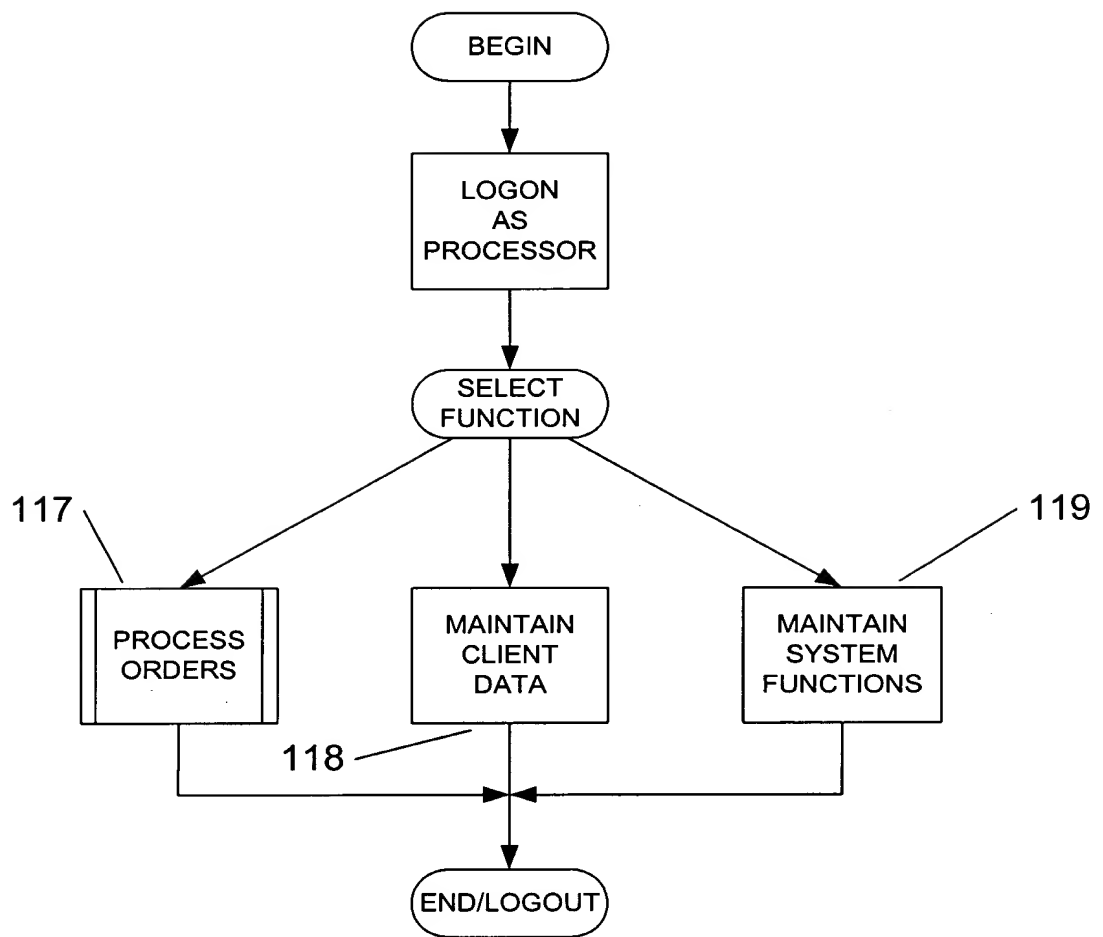 BEGIN
LOGON
AS
PROCESSOR
SELECT
FUNCTION
117
119
PROCESS
ORDERS
MAINTAIN
CLIENT
DATA
MAINTAIN
SYSTEM
FUNCTIONS
118
END/LOGOUT